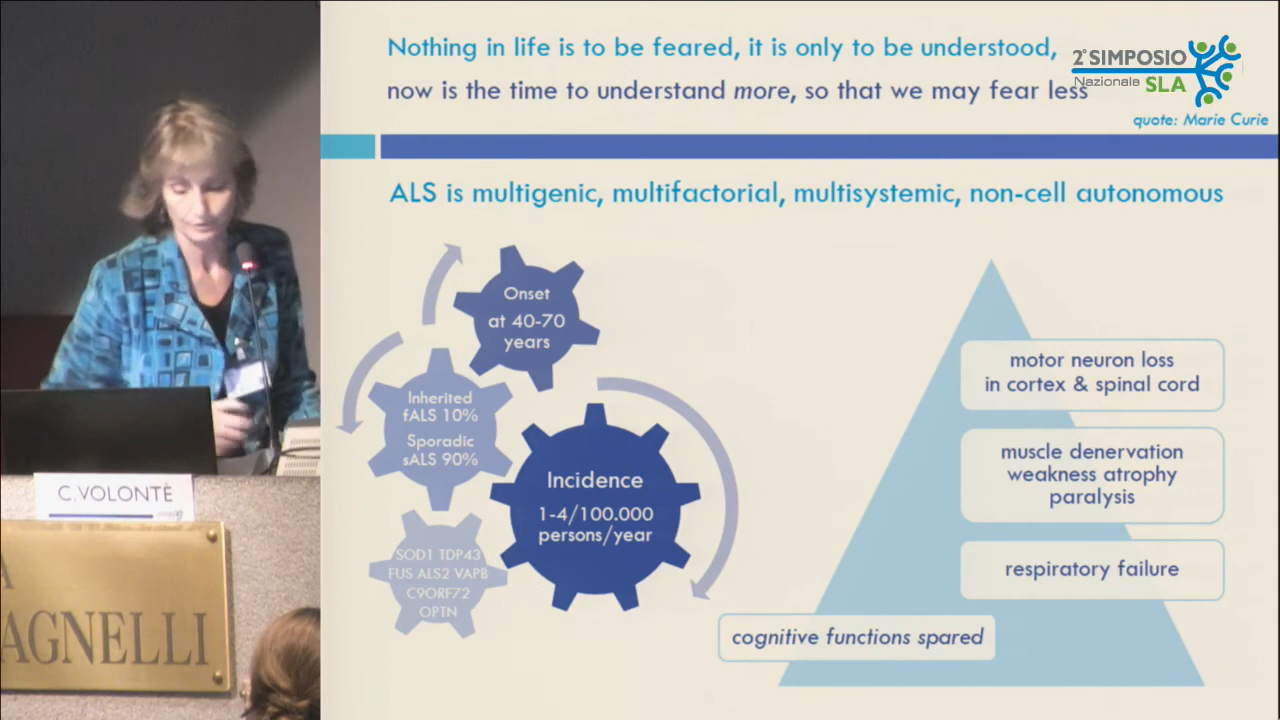 Nothing in life is to be feared, it is only to be understood,
now is the time to understand more, so that we may fear less
2° SIMPOSIO
Nazionale SLA
quote: Marie Curie
ALS is multigenic, multifactorial, multisystemic, non-cell autonomous
Onset
at 40-70
years
Inherited
fALS 10%
Sporadic
sALS 90%
Incidence
1-4/100.000
persons/year
SOD1 TDP43
FUS ALS2 VAPB
C9ORF72
OPTN
motor neuron loss
in cortex & spinal cord
muscle denervation
weakness atrophy
paralysis
respiratory failure
cognitive functions spared
C.VOLONTÈ
A
AGNELLI